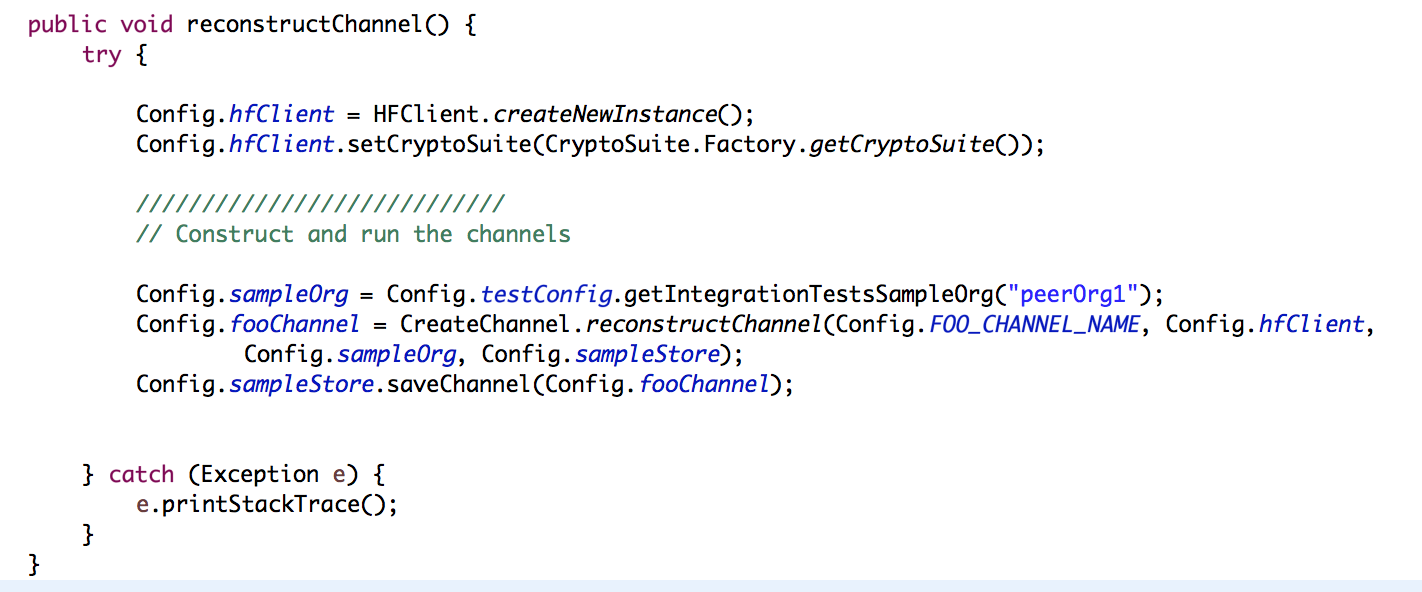 public void reconstructChannel() {
    try {

        Config.hfClient = HFClient.createNewInstance();
        Config.hfClient.setCryptoSuite(CryptoSuite.Factory.getCryptoSuite());

        ////////////////////////////
        // Construct and run the channels

        Config.sampleOrg = Config.testConfig.getIntegrationTestsSampleOrg("peerOrg1");
        Config.fooChannel = CreateChannel.reconstructChannel(Config.FOO_CHANNEL_NAME, Config.hfClient,
                Config.sampleOrg, Config.sampleStore);
        Config.sampleStore.saveChannel(Config.fooChannel);


    } catch (Exception e) {
        e.printStackTrace();
    }
}